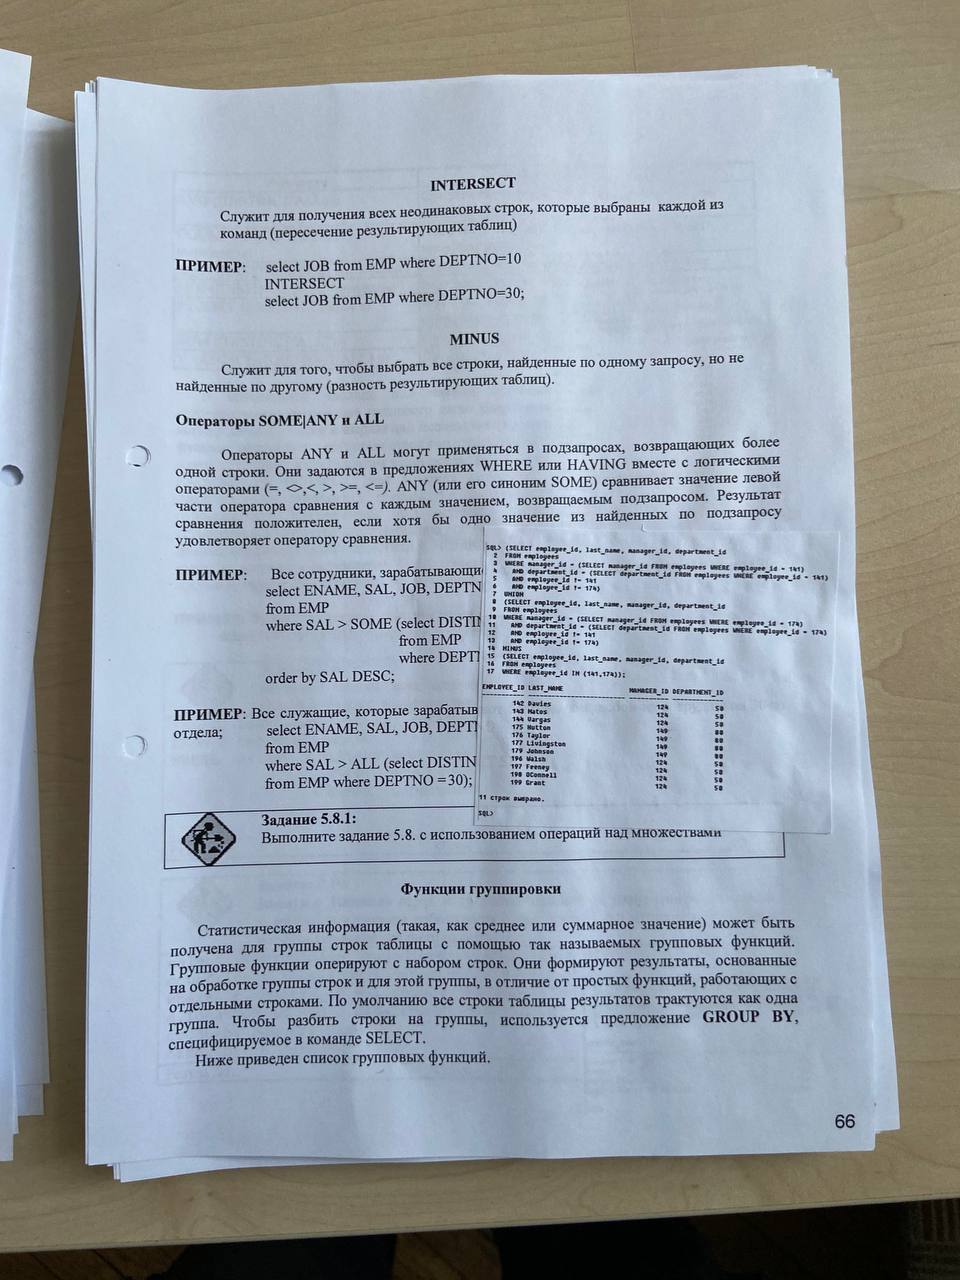 INTERSECT
Служит для получения всех неодинаковых строк, которые выбраны каждой из
команд (пересечение результирующих таблиц)
ПРИМЕР: select JOB from EMP where DEPTNO=10
INTERSECT
select JOB from EMP where DEPTNO=30;
MINUS
Служит для того, чтобы выбрать все строки, найденные по одному запросу, но не
найденные по другому (разность результирующих таблиц).
Операторы SOME|ANY и ALL
Операторы ANY и ALL могут применяться в подзапросах, возвращающих более
одной строки. Они задаются в предложениях WHERE или HAVING вместе с логическими
операторами (=, <>,<, >, >=, <=). ANY (или его синоним SOME) сравнивает значение левой
части оператора сравнения с каждым значением, возвращаемым подзапросом. Результат
сравнения положителен, если хотя бы одно значение из найденных по подзапросу
удовлетворяет оператору сравнения.
ПРИМЕР: Все сотрудники, зарабатывающи
select ENAME, SAL, JOB, DEPTN
from EMP
where SAL > SOME (select DISTIN
from EMP
where DEPT
order by SAL DESC;
ПРИМЕР: Все служащие, которые зарабатыв
отдела; select ENAME, SAL, JOB, DEPT
from EMP
where SAL > ALL (select DISTIN
from EMP where DEPTNO =30);
SQL> (SELECT employee_id, last_name, manager_id, department_id
2 FROM employees
3 WHERE manager_id = (SELECT manager_id FROM employees WHERE employee_id = 141)
4 AND department_id = (SELECT department_id FROM employees WHERE employee_id = 141)
5 AND employee_id != 141
6 AND employee_id != 174)
7 UNION
8 (SELECT employee_id, last_name, manager_id, department_id
9 FROM employees
10 WHERE manager_id = (SELECT manager_id FROM employees WHERE employee_id = 174)
11 AND department_id = (SELECT department_id FROM employees WHERE employee_id = 174)
12 AND employee_id != 141
13 AND employee_id != 174)
14 MINUS
15 (SELECT employee_id, last_name, manager_id, department_id
16 FROM employees
17 WHERE employee_id IN (141,174));
EMPLOYEE_ID LAST_NAME MANAGER_ID DEPARTMENT_ID
142 Davies 124 50
143 Matos 124 50
144 Vargas 124 50
175 Hutton 149 80
176 Taylor 149 80
177 Livingston 149 80
179 Johnson 149 80
196 Walsh 124 50
197 Feeney 124 50
198 OConnell 124 50
199 Grant 124 50
11 строк выбрано.
SQL>
Задание 5.8.1:
Выполните задание 5.8. с использованием операций над множествами
Функции группировки
Статистическая информация (такая, как среднее или суммарное значение) может быть
получена для группы строк таблицы с помощью так называемых групповых функций.
Групповые функции оперируют с набором строк. Они формируют результаты, основанные
на обработке группы строк и для этой группы, в отличие от простых функций, работающих с
отдельными строками. По умолчанию все строки таблицы результатов трактуются как одна
группа. Чтобы разбить строки на группы, используется предложение GROUP BY,
специфицируемое в команде SELECT.
Ниже приведен список групповых функций.
66